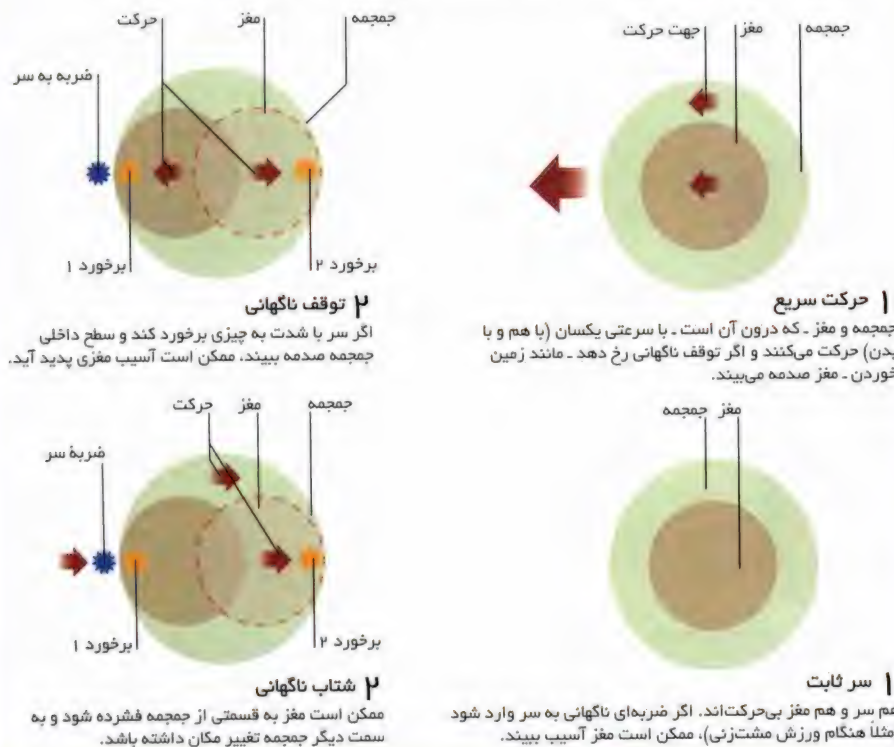 جمجمه
مغز
جهت حرکت
۱ حرکت سریع
جمجمه و مغز ـ که درون آن است ـ با سرعتی یکسان (با هم و با
بدن) حرکت می‌کنند و اگر توقف ناگهانی رخ دهد ـ مانند زمین
خوردن ـ مغز صدمه می‌بیند.
جمجمه
مغز
حرکت
ضربه به سر
برخورد ۲
برخورد ۱
۲ توقف ناگهانی
اگر سر با شدت به چیزی برخورد کند و سطح داخلی
جمجمه صدمه ببیند، ممکن است آسیب مغزی پدید آید.
مغز
جمجمه
۱ سر ثابت
هم سر و هم مغز بی‌حرکت‌اند. اگر ضربه‌ای ناگهانی به سر وارد شود
(مثلاً هنگام ورزش مشت‌زنی)، ممکن است مغز آسیب ببیند.
جمجمه
مغز
حرکت
ضربهٔ سر
برخورد ۲
برخورد ۱
۲ شتاب ناگهانی
ممکن است مغز به قسمتی از جمجمه فشرده شود و به
سمت دیگر جمجمه تغییر مکان داشته باشد.